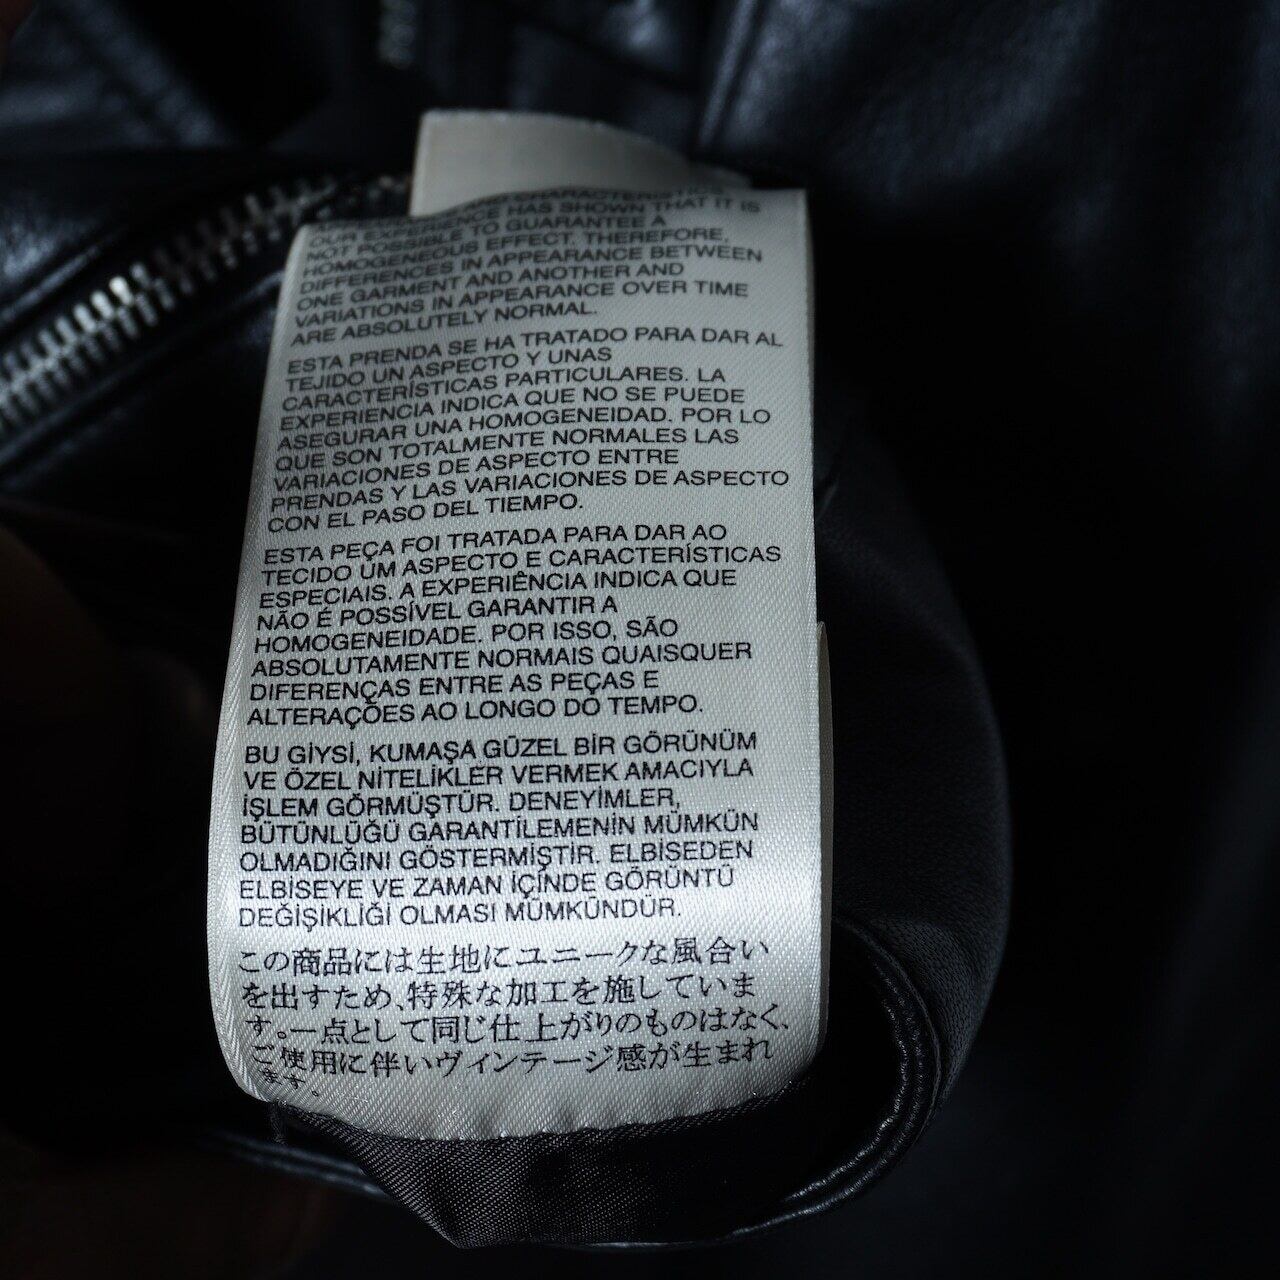 CHARACTERISTICS.
OUR EXPERIENCE HAS SHOWN THAT IT IS
NOT POSSIBLE TO GUARANTEE A
HOMOGENEOUS EFFECT. THEREFORE,
DIFFERENCES IN APPEARANCE BETWEEN
ONE GARMENT AND ANOTHER AND
VARIATIONS IN APPEARANCE OVER TIME
ARE ABSOLUTELY NORMAL.
ESTA PRENDA SE HA TRATADO PARA DAR AL
TEJIDO UN ASPECTO Y UNAS
CARACTERÍSTICAS PARTICULARES. LA
EXPERIENCIA INDICA QUE NO SE PUEDE
ASEGURAR UNA HOMOGENEIDAD. POR LO
QUE SON TOTALMENTE NORMALES LAS
VARIACIONES DE ASPECTO ENTRE
PRENDAS Y LAS VARIACIONES DE ASPECTO
CON EL PASO DEL TIEMPO.
ESTA PEÇA FOI TRATADA PARA DAR AO
TECIDO UM ASPECTO E CARACTERÍSTICAS
ESPECIAIS. A EXPERIÊNCIA INDICA QUE
NÃO É POSSÍVEL GARANTIR A
HOMOGENEIDADE. POR ISSO, SÃO
ABSOLUTAMENTE NORMAIS QUAISQUER
DIFERENÇAS ENTRE AS PEÇAS E
ALTERAÇÕES AO LONGO DO TEMPO.
BU GİYSİ, KUMAŞA GÜZEL BİR GÖRÜNÜM
VE ÖZEL NİTELİKLER VERMEK AMACIYLA
İŞLEM GÖRMÜŞTÜR. DENEYİMLER,
BÜTÜNLÜĞÜ GARANTİLEMENİN MÜMKÜN
OLMADIĞINI GÖSTERMİŞTİR. ELBİSEDEN
ELBİSEYE VE ZAMAN İÇİNDE GÖRÜNTÜ
DEĞİŞİKLİĞİ OLMASI MÜMKÜNDÜR.
この商品には生地にユニークな風合い
を出すため、特殊な加工を施していま
す。一点として同じ仕上がりのものはなく、
ご使用に伴いヴィンテージ感が生まれ
ます。